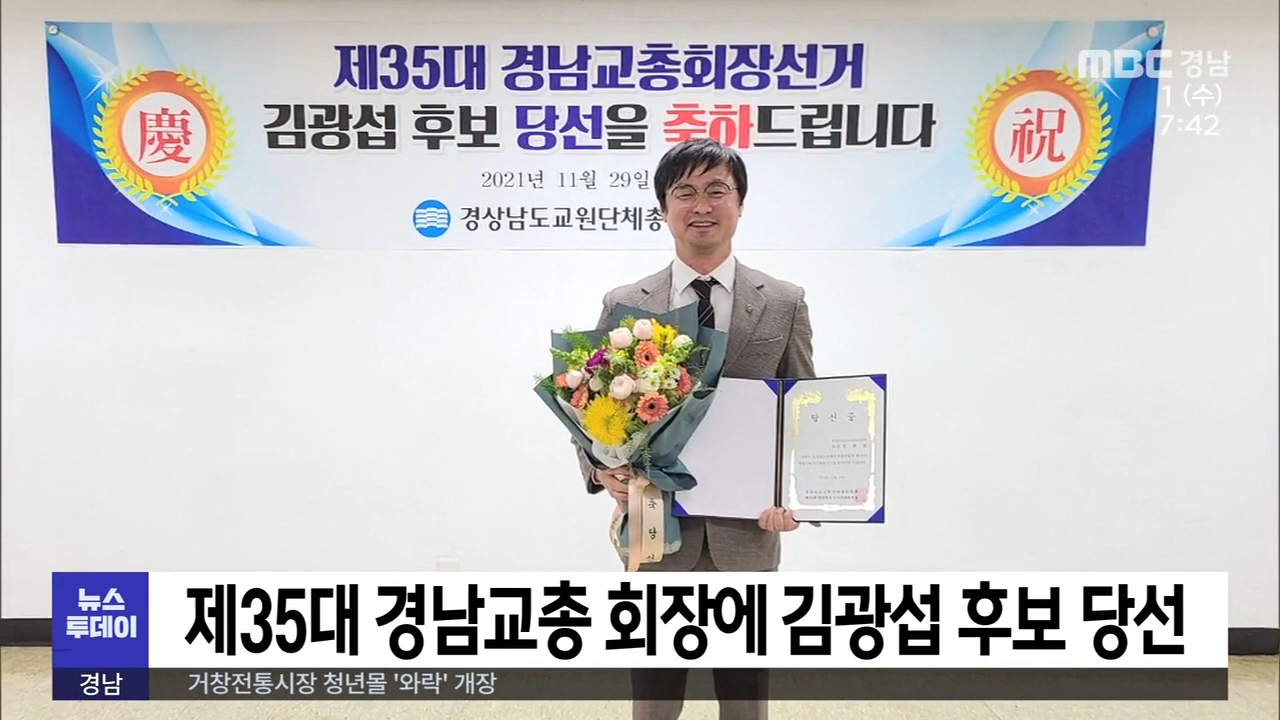 제35대 경남교총회장선거
김광섭 후보 당선을 축하드립니다
慶
祝
2021년 11월 29일
경상남도교원단체총
MBC 경남
1 (수)
7:42
당 선 증
뉴스
투데이
제35대 경남교총 회장에 김광섭 후보 당선
경남
거창전통시장 청년몰 '와락' 개장